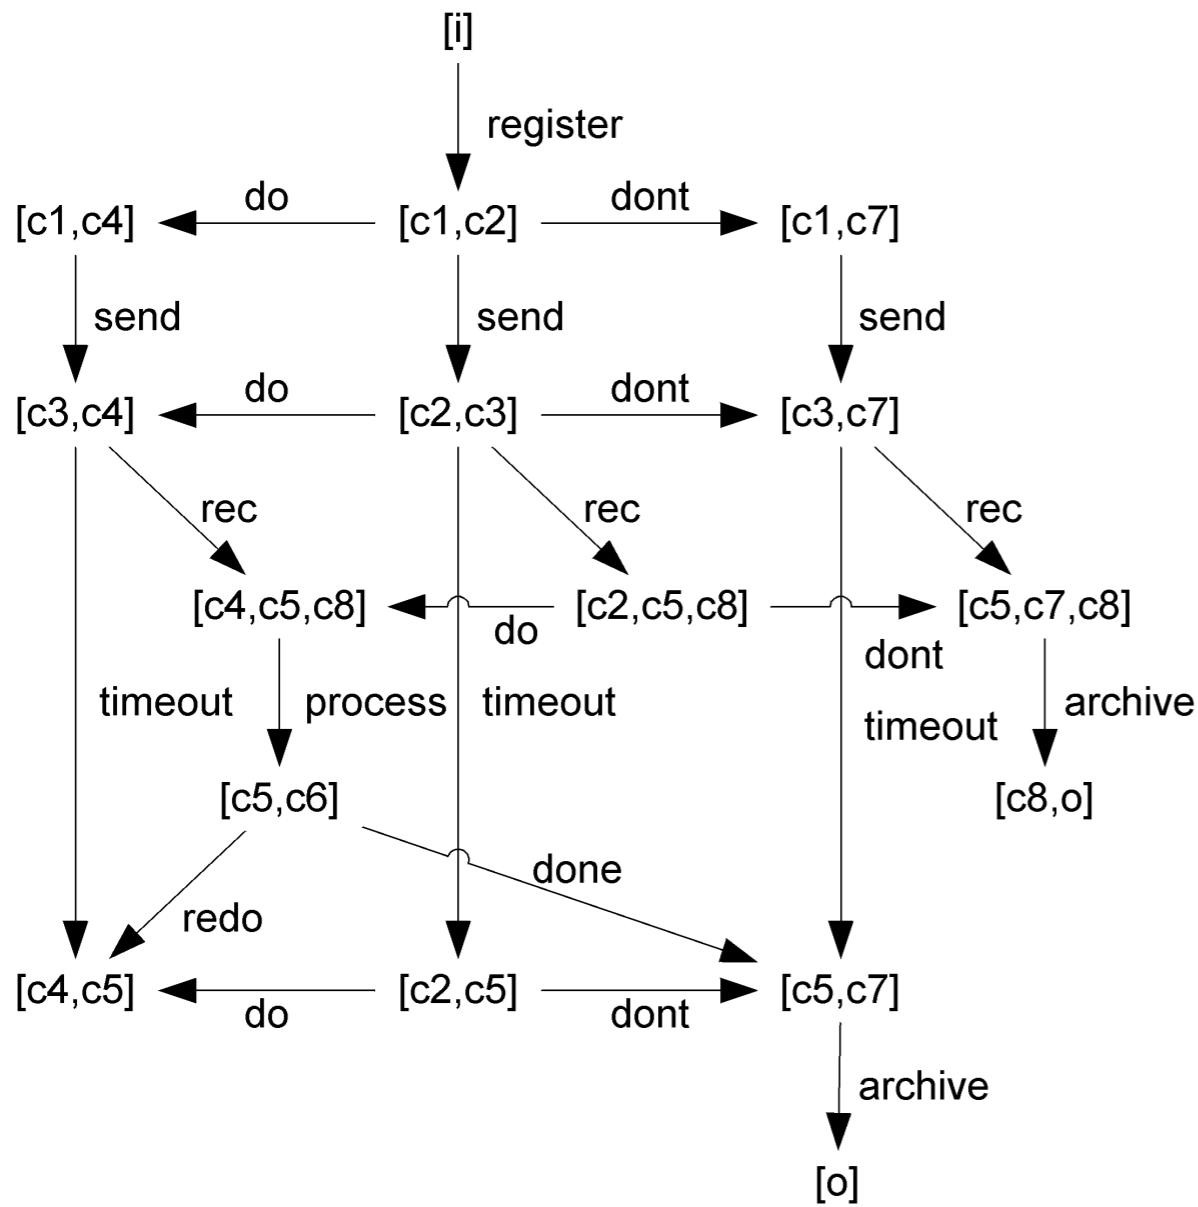 [i]
register
do dont
[c1,c4] [c1,c2] [c1,c7]
send send send
do dont
[c3,c4] [c2,c3] [c3,c7]
rec rec rec
[c4,c5,c8] [c2,c5,c8] [c5,c7,c8]
do
dont
timeout process timeout archive
timeout
[c5,c6] [c8,o]
done
redo
[c4,c5] [c2,c5] [c5,c7]
do dont
archive
[o]